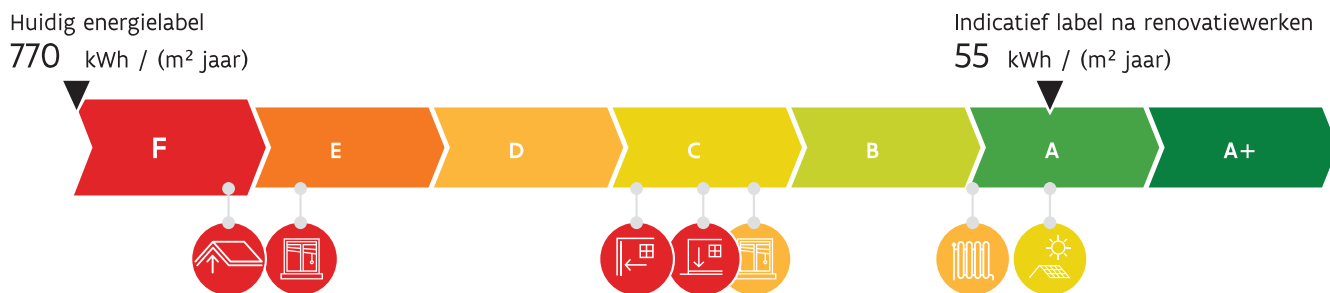 Huidig energielabel
770 kWh / (m² jaar)
Indicatief label na renovatiewerken
55 kWh / (m² jaar)
F E D C B A A+